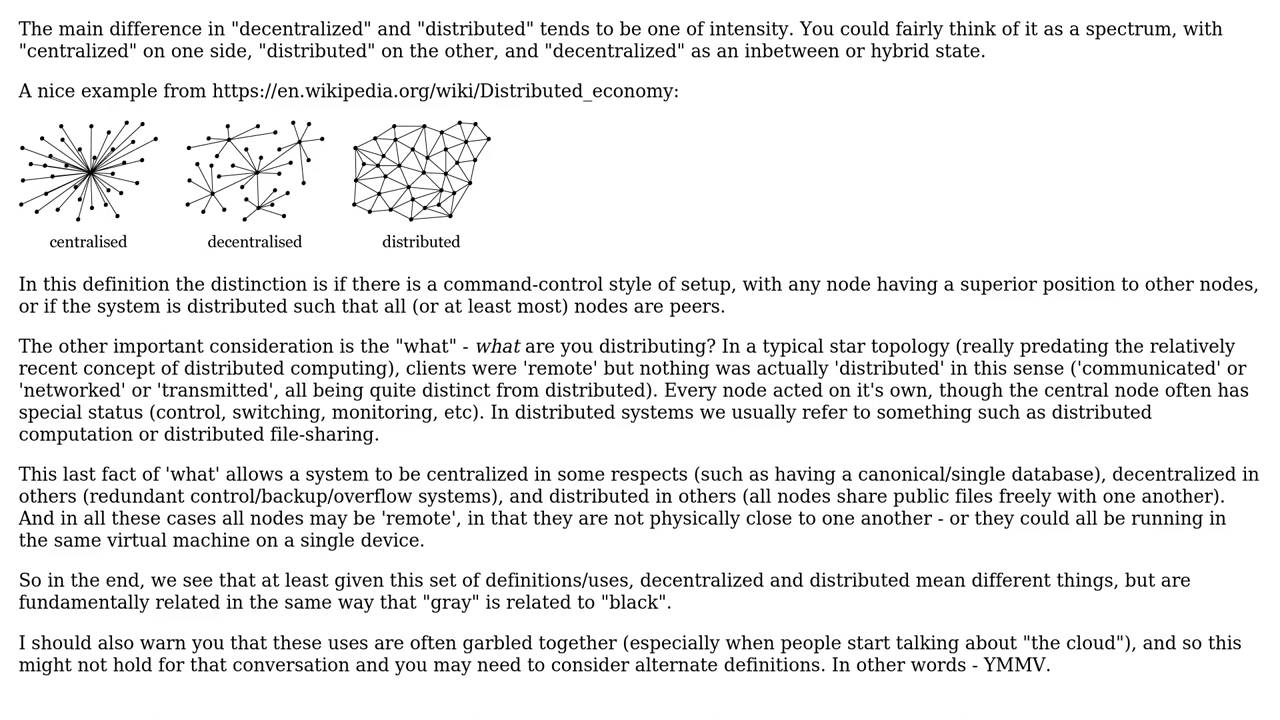 The main difference in "decentralized" and "distributed" tends to be one of intensity. You could fairly think of it as a spectrum, with
"centralized" on one side, "distributed" on the other, and "decentralized" as an inbetween or hybrid state.
A nice example from https://en.wikipedia.org/wiki/Distributed_economy:
centralised decentralised distributed
In this definition the distinction is if there is a command-control style of setup, with any node having a superior position to other nodes,
or if the system is distributed such that all (or at least most) nodes are peers.
The other important consideration is the "what" - what are you distributing? In a typical star topology (really predating the relatively
recent concept of distributed computing), clients were 'remote' but nothing was actually 'distributed' in this sense ('communicated' or
'networked' or 'transmitted', all being quite distinct from distributed). Every node acted on it's own, though the central node often has
special status (control, switching, monitoring, etc). In distributed systems we usually refer to something such as distributed
computation or distributed file-sharing.
This last fact of 'what' allows a system to be centralized in some respects (such as having a canonical/single database), decentralized in
others (redundant control/backup/overflow systems), and distributed in others (all nodes share public files freely with one another).
And in all these cases all nodes may be 'remote', in that they are not physically close to one another - or they could all be running in
the same virtual machine on a single device.
So in the end, we see that at least given this set of definitions/uses, decentralized and distributed mean different things, but are
fundamentally related in the same way that "gray" is related to "black".
I should also warn you that these uses are often garbled together (especially when people start talking about "the cloud"), and so this
might not hold for that conversation and you may need to consider alternate definitions. In other words - YMMV.